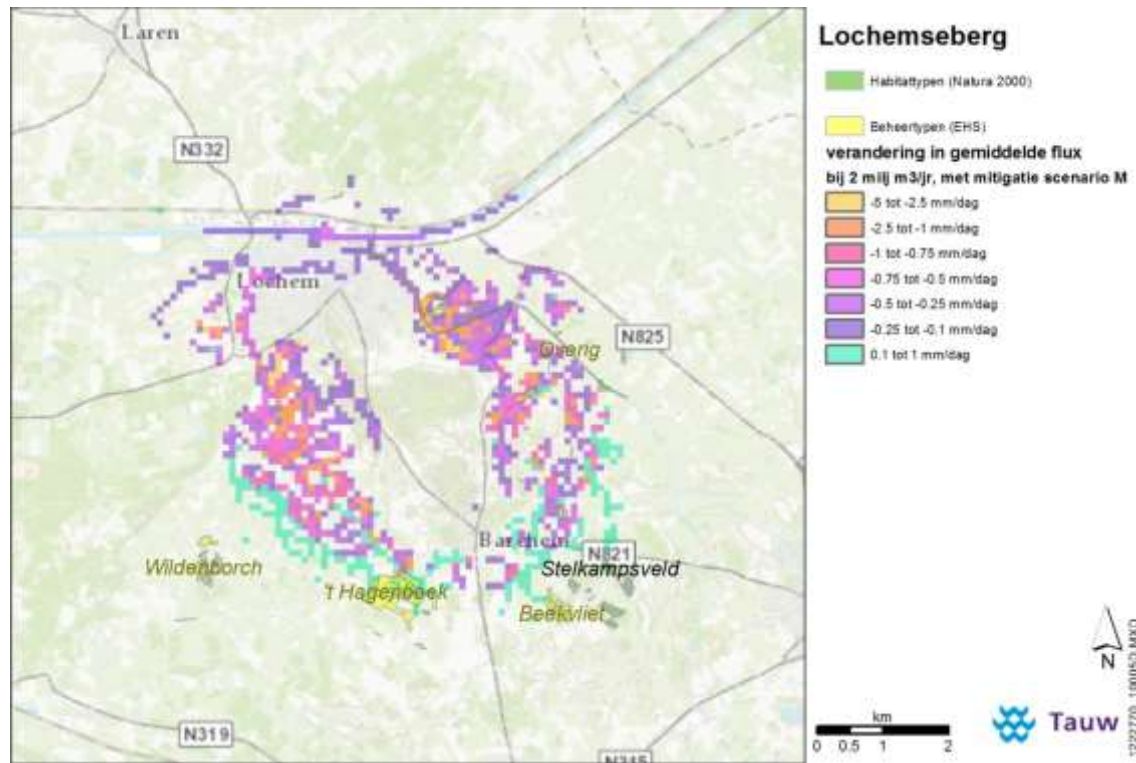 Laren
N332
Lochem
N825
Barchem
N821
Wildenborch
Stelkampsveld
't Hagenbeek
Beekvliet
N319
Lochemseberg
Habitattypen (Natura 2000)
Beheertypen (EHS)
verandering in gemiddelde flux
bij 2 milj m3/jr, met mitigatie scenario M
-5 tot -2.5 mm/dag
-2.5 tot -1 mm/dag
-1 tot -0.75 mm/dag
-0.75 tot -0.5 mm/dag
-0.5 tot -0.25 mm/dag
-0.25 tot -0.1 mm/dag
0.1 tot 1 mm/dag
N
km
0 0.5 1 2
Tauw